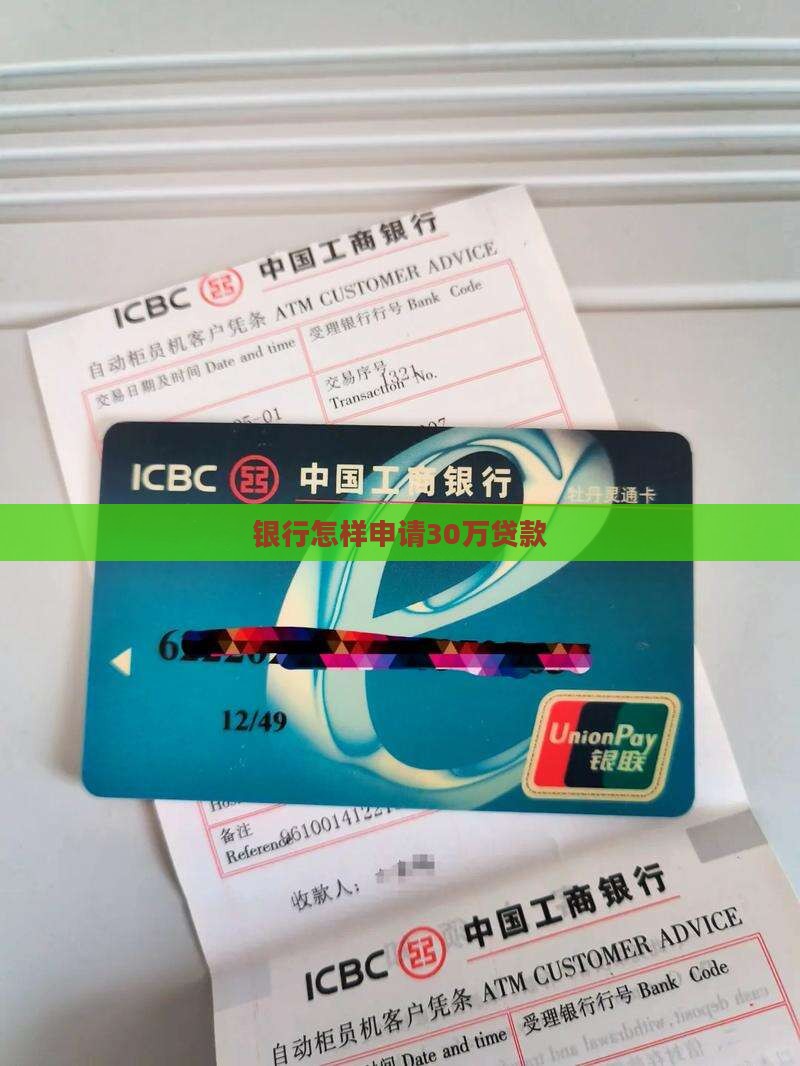 ICBC 中国工商银行
自动柜员机客户凭条 ATM CUSTOMER ADVICE
交易日期及时间 Date and time
受理银行行号 Bank Code
交易序号
Transaction No.
1321
ICBC 中国工商银行
牡丹灵通卡
银行怎样申请30万贷款
12/49
UnionPay
银联
备注
Reference
收款人：
ICBC 中国工商银行
自动柜员机客户凭条 ATM CUSTOMER ADVICE
Date and time
受理银行行号 Bank Code